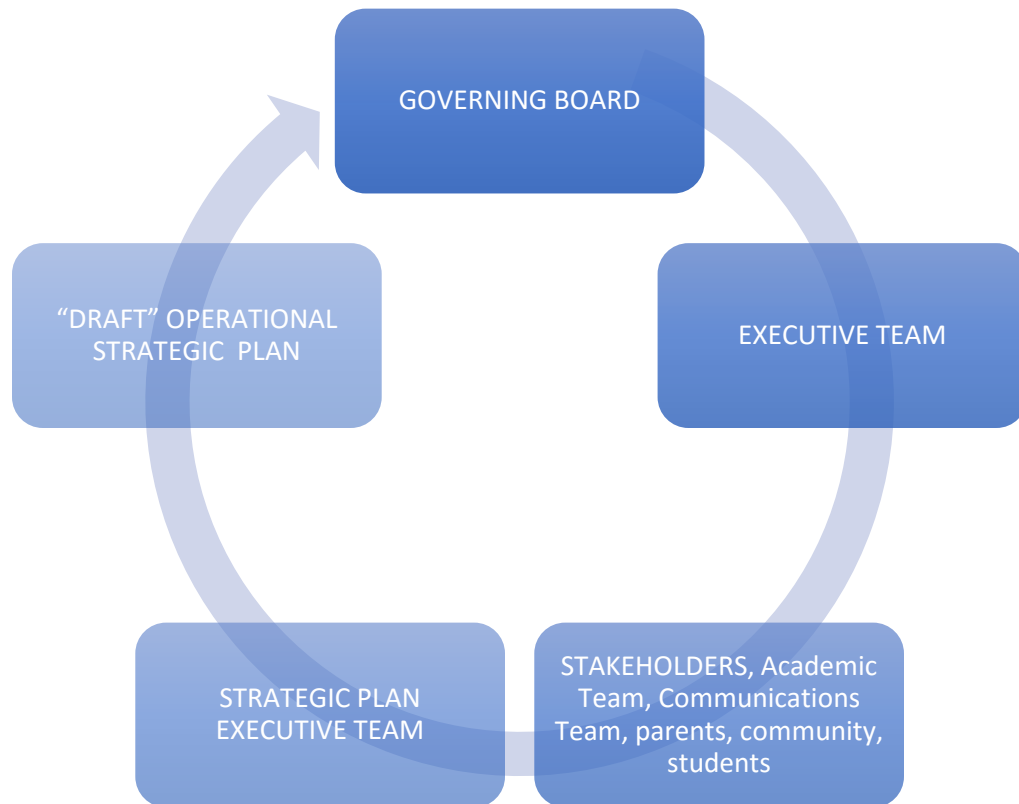 GOVERNING BOARD
EXECUTIVE TEAM
STAKEHOLDERS, Academic
Team, Communications
Team, parents, community,
students
STRATEGIC PLAN
EXECUTIVE TEAM
“DRAFT” OPERATIONAL
STRATEGIC PLAN